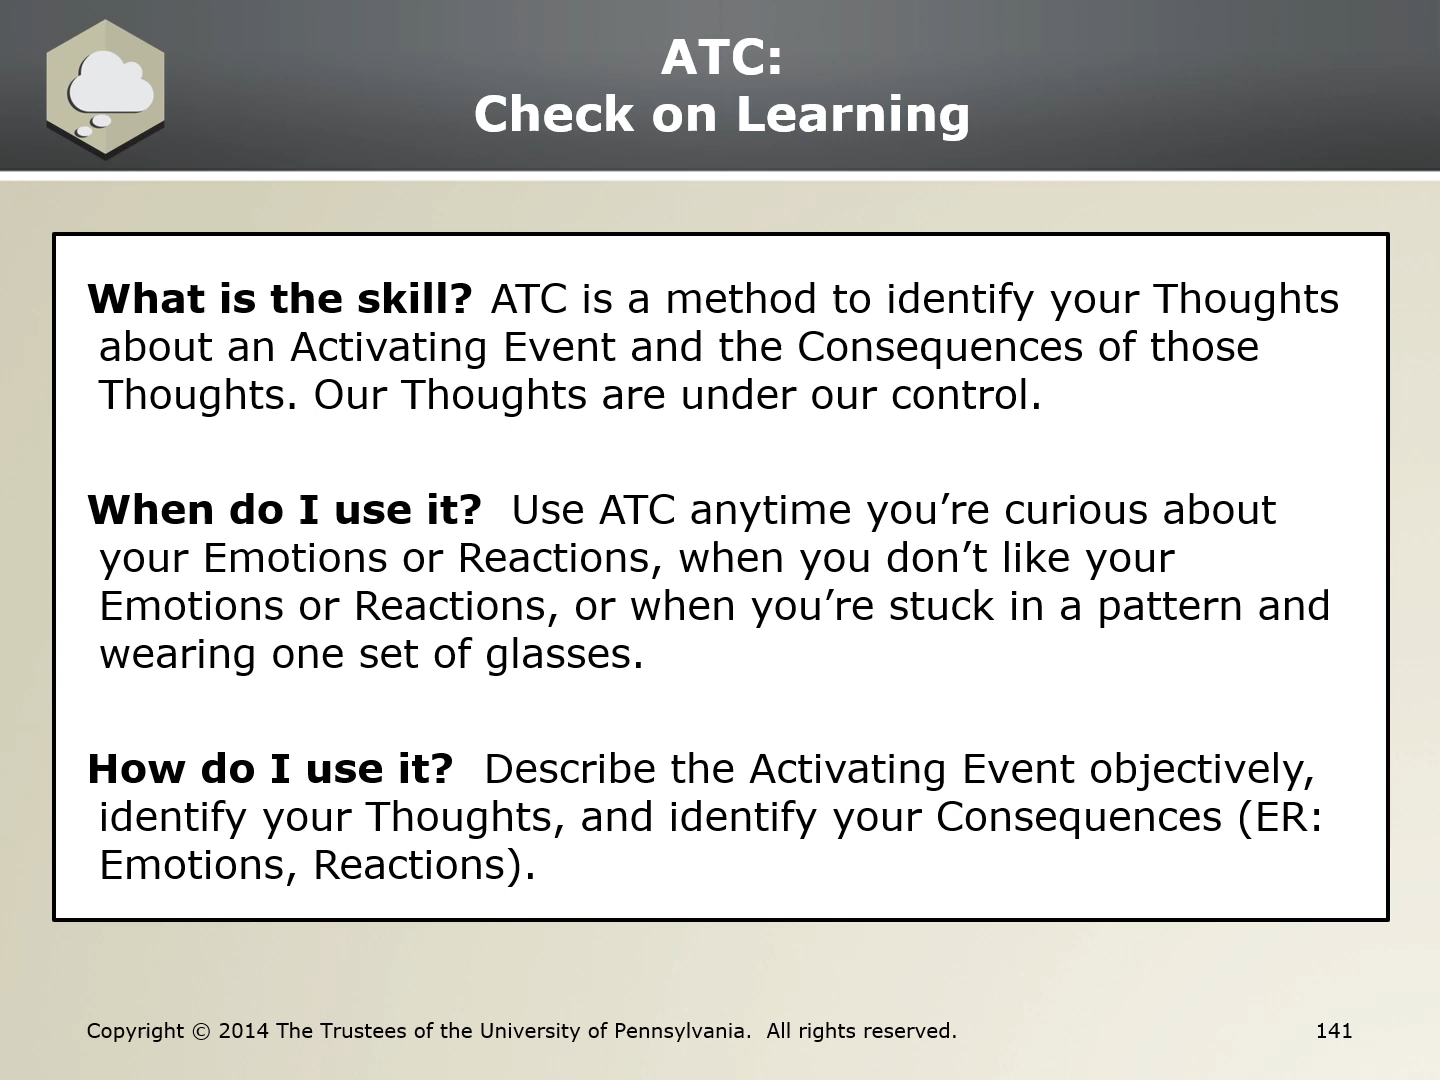 ATC:
Check on Learning
What is the skill? ATC is a method to identify your Thoughts
about an Activating Event and the Consequences of those
Thoughts. Our Thoughts are under our control.
When do I use it?  Use ATC anytime you’re curious about
your Emotions or Reactions, when you don’t like your
Emotions or Reactions, or when you’re stuck in a pattern and
wearing one set of glasses.
How do I use it?  Describe the Activating Event objectively,
identify your Thoughts, and identify your Consequences (ER:
Emotions, Reactions).
Copyright © 2014 The Trustees of the University of Pennsylvania.  All rights reserved.
141